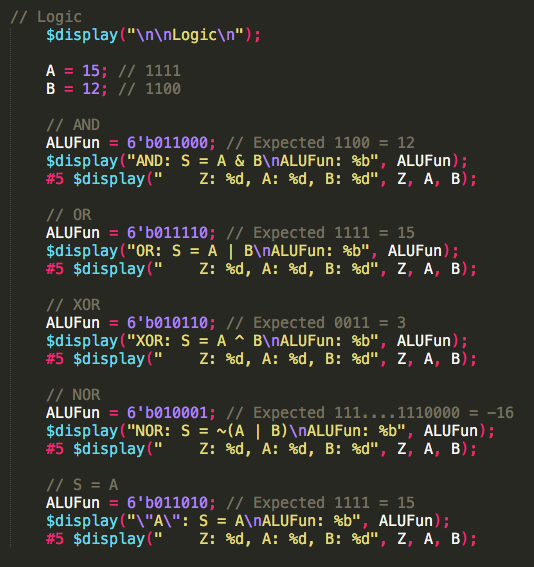 // Logic
$display("\n\nLogic\n");
A = 15; // 1111
B = 12; // 1100
// AND
ALUFun = 6'b011000; // Expected 1100 = 12
$display("AND: S = A & B\nALUFun: %b", ALUFun);
#5 $display("    Z: %d, A: %d, B: %d", Z, A, B);
// OR
ALUFun = 6'b011110; // Expected 1111 = 15
$display("OR: S = A | B\nALUFun: %b", ALUFun);
#5 $display("    Z: %d, A: %d, B: %d", Z, A, B);
// XOR
ALUFun = 6'b010110; // Expected 0011 = 3
$display("XOR: S = A ^ B\nALUFun: %b", ALUFun);
#5 $display("    Z: %d, A: %d, B: %d", Z, A, B);
// NOR
ALUFun = 6'b010001; // Expected 111....1110000 = -16
$display("NOR: S = ~(A | B)\nALUFun: %b", ALUFun);
#5 $display("    Z: %d, A: %d, B: %d", Z, A, B);
// S = A
ALUFun = 6'b011010; // Expected 1111 = 15
$display("\"A\": S = A\nALUFun: %b", ALUFun);
#5 $display("    Z: %d, A: %d, B: %d", Z, A, B);